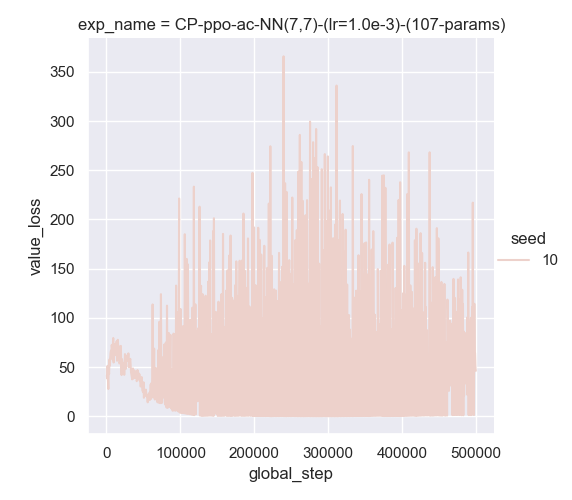 exp_name = CP-ppo-ac-NN(7,7)-(lr=1.0e-3)-(107-params)
350
300
250
200
150
100
50
0
value_loss
0 100000 200000 300000 400000 500000
global_step
seed
10